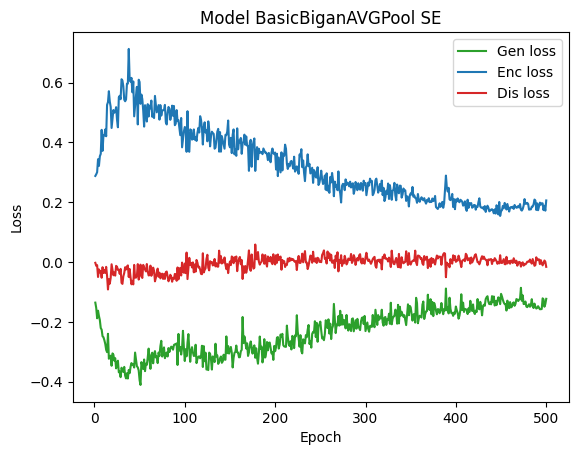 Model BasicBiganAVGPool SE
Gen loss
Enc loss
Dis loss
Loss
0.6
0.4
0.2
0.0
−0.2
−0.4
0 100 200 300 400 500
Epoch